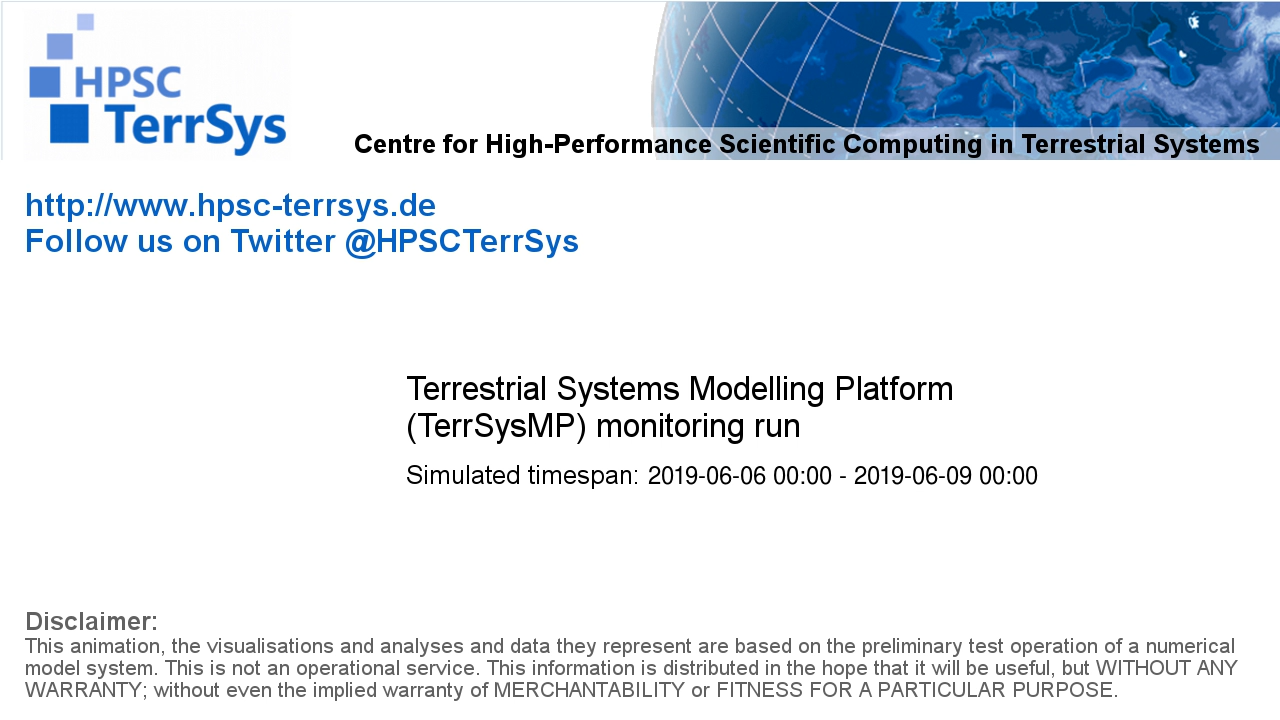 HPSC
TerrSys
Centre for High-Performance Scientific Computing in Terrestrial Systems
http://www.hpsc-terrsys.de
Follow us on Twitter @HPSCTerrSys
Terrestrial Systems Modelling Platform
(TerrSysMP) monitoring run
Simulated timespan: 2019-06-06 00:00 - 2019-06-09 00:00
Disclaimer:
This animation, the visualisations and analyses and data they represent are based on the preliminary test operation of a numerical
model system. This is not an operational service. This information is distributed in the hope that it will be useful, but WITHOUT ANY
WARRANTY; without even the implied warranty of MERCHANTABILITY or FITNESS FOR A PARTICULAR PURPOSE.